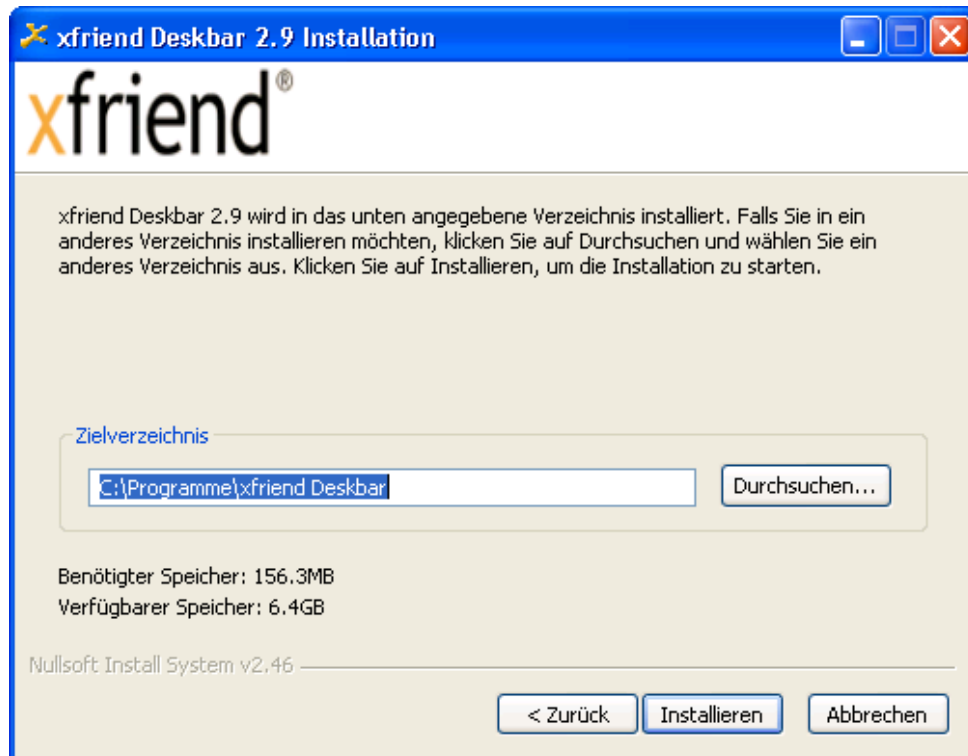 xfriend Deskbar 2.9 Installation
xfriend®
xfriend Deskbar 2.9 wird in das unten angegebene Verzeichnis installiert. Falls Sie in ein
anderes Verzeichnis installieren möchten, klicken Sie auf Durchsuchen und wählen Sie ein
anderes Verzeichnis aus. Klicken Sie auf Installieren, um die Installation zu starten.
Zielverzeichnis
C:\Programme\xfriend Deskbar
Durchsuchen...
Benötigter Speicher: 156.3MB
Verfügbarer Speicher: 6.4GB
Nullsoft Install System v2.46
< Zurück
Installieren
Abbrechen